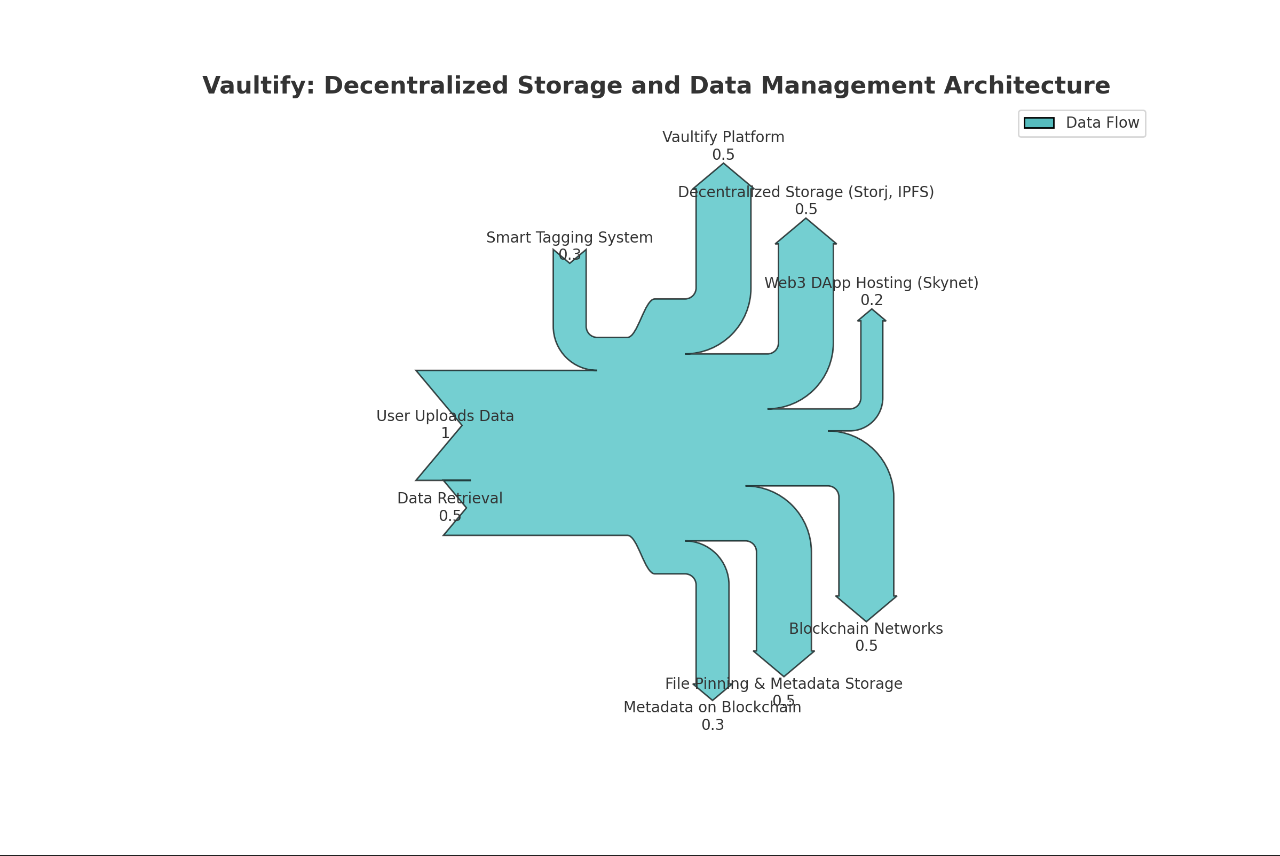 Vaultify: Decentralized Storage and Data Management Architecture
Data Flow
Vaultify Platform
0.5
Decentralized Storage (Storj, IPFS)
0.5
Smart Tagging System
0.3
Web3 DApp Hosting (Skynet)
0.2
User Uploads Data
1
Data Retrieval
0.5
Blockchain Networks
0.5
File Pinning & Metadata Storage
0.5
Metadata on Blockchain
0.3